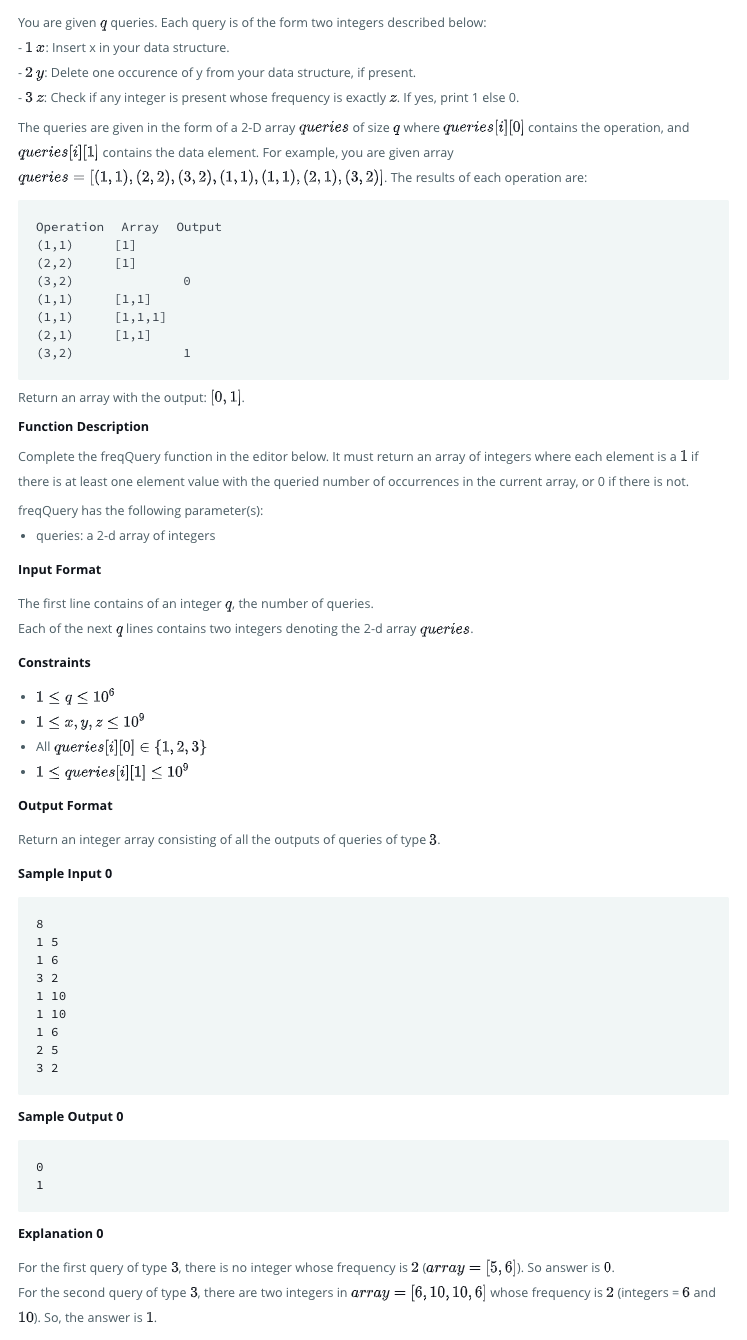 You are given q queries. Each query is of the form two integers described below:
- 1 x: Insert x in your data structure.
- 2 y: Delete one occurence of y from your data structure, if present.
- 3 z: Check if any integer is present whose frequency is exactly z. If yes, print 1 else 0.
The queries are given in the form of a 2-D array queries of size q where queries[i][0] contains the operation, and
queries[i][1] contains the data element. For example, you are given array
queries = [(1, 1), (2, 2), (3, 2), (1, 1), (1, 1), (2, 1), (3, 2)]. The results of each operation are:
Operation Array Output
(1,1) [1]
(2,2) [1]
(3,2) 0
(1,1) [1,1]
(1,1) [1,1,1]
(2,1) [1,1]
(3,2) 1
Return an array with the output: [0, 1].
Function Description
Complete the freqQuery function in the editor below. It must return an array of integers where each element is a 1 if
there is at least one element value with the queried number of occurrences in the current array, or 0 if there is not.
freqQuery has the following parameter(s):
• queries: a 2-d array of integers
Input Format
The first line contains of an integer q, the number of queries.
Each of the next q lines contains two integers denoting the 2-d array queries.
Constraints
• 1 ≤ q ≤ 10⁶
• 1 ≤ x, y, z ≤ 10⁹
• All queries[i][0] ∈ {1, 2, 3}
• 1 ≤ queries[i][1] ≤ 10⁹
Output Format
Return an integer array consisting of all the outputs of queries of type 3.
Sample Input 0
8
1 5
1 6
3 2
1 10
1 10
1 6
2 5
3 2
Sample Output 0
0
1
Explanation 0
For the first query of type 3, there is no integer whose frequency is 2 (array = [5, 6]). So answer is 0.
For the second query of type 3, there are two integers in array = [6, 10, 10, 6] whose frequency is 2 (integers = 6 and
10). So, the answer is 1.